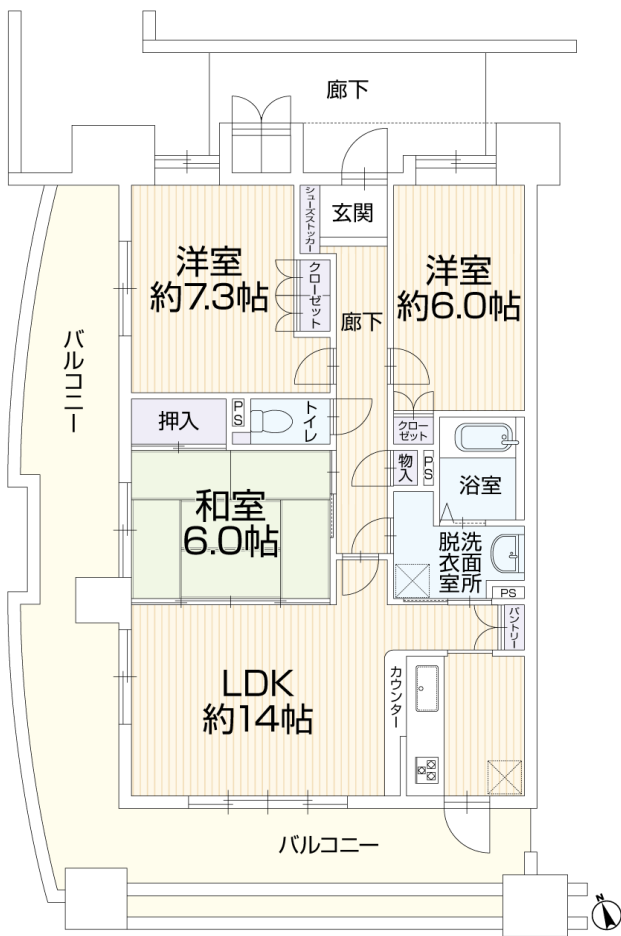 廊下
玄関
シューズストッカー
洋室
約7.3帖
クローゼット
廊下
洋室
約6.0帖
バルコニー
押入
PS
トイレ
クロー
ゼット
物入
PS
浴室
和室
6.0帖
洗面所
脱衣室
PS
パントリー
LDK
約14帖
カウンター
バルコニー
N